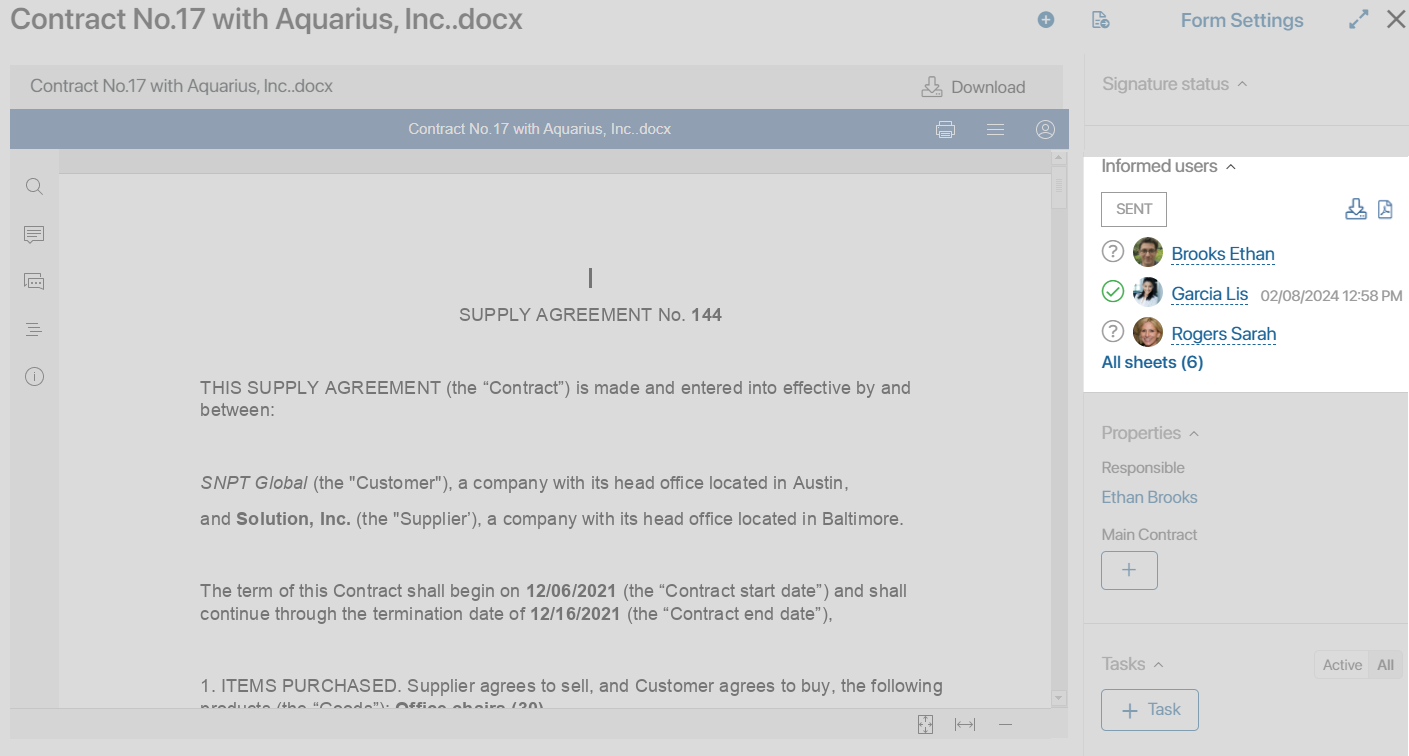 Contract No.17 with Aquarius, Inc..docx
Form Settings
Contract No.17 with Aquarius, Inc..docx
Download
Contract No.17 with Aquarius, Inc..docx
SUPPLY AGREEMENT No. 144
THIS SUPPLY AGREEMENT (the “Contract”) is made and entered into effective by and
between:
SNPT Global (the "Customer"), a company with its head office located in Austin,
and Solution, Inc. (the "Supplier'), a company with its head office located in Baltimore.
The term of this Contract shall begin on 12/06/2021 (the “Contract start date”) and shall
continue through the termination date of 12/16/2021 (the “Contract end date”),
1. ITEMS PURCHASED. Supplier agrees to sell, and Customer agrees to buy, the following
products (the “Goods”): Office chairs (30)
Signature status
Informed users
SENT
Brooks Ethan
Garcia Lis 02/08/2024 12:58 PM
Rogers Sarah
All sheets (6)
Properties
Responsible
Ethan Brooks
Main Contract
Tasks
Active All
+ Task